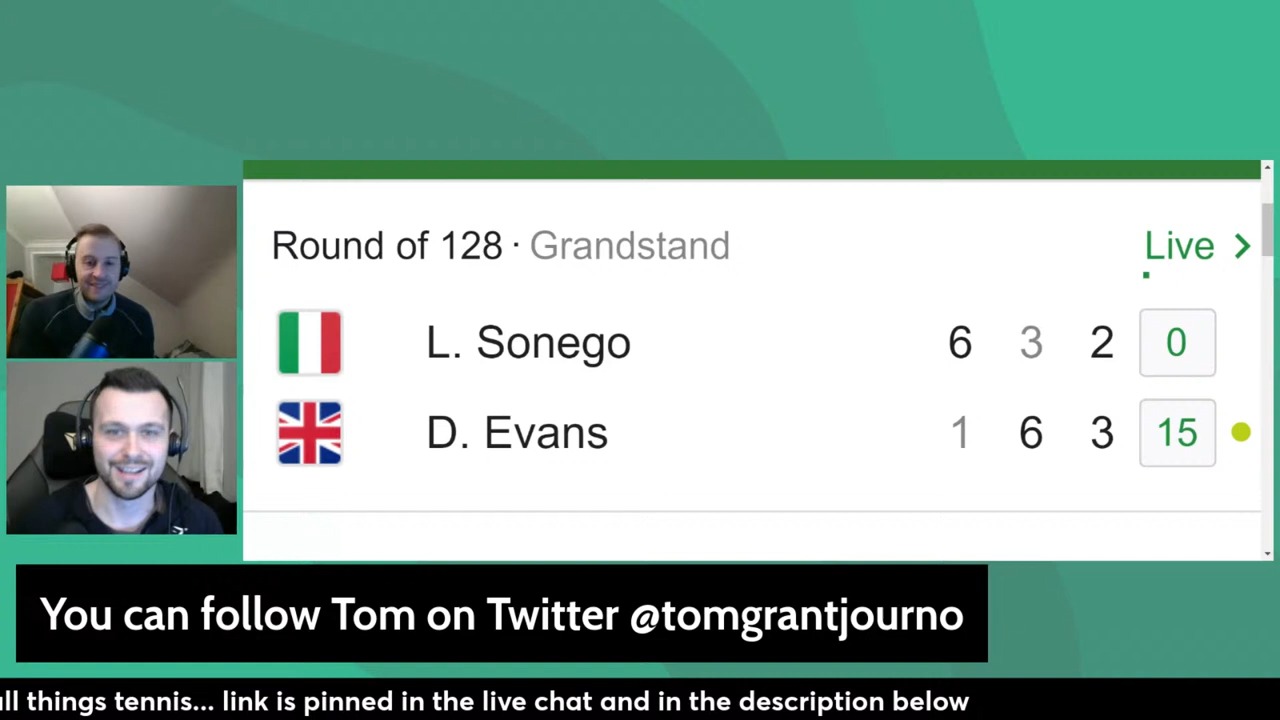 Round of 128 · Grandstand Live
L. Sonego 6 3 2 0
D. Evans 1 6 3 15
You can follow Tom on Twitter @tomgrantjourno
all things tennis... link is pinned in the live chat and in the description below